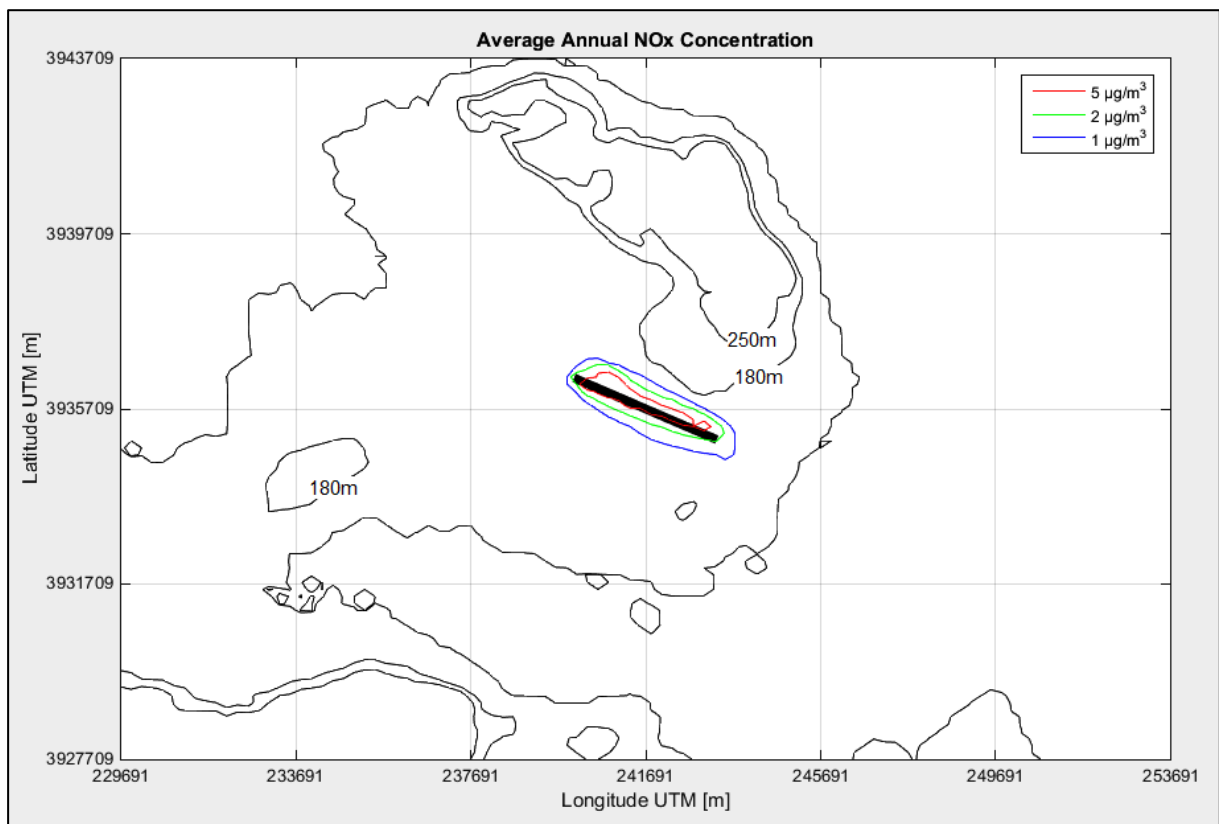 Average Annual NOx Concentration
3943709
5 µg/m³
2 µg/m³
1 µg/m³
3939709
250m
180m
3935709
Latitude UTM [m]
180m
3931709
3927709
229691 233691 237691 241691 245691 249691 253691
Longitude UTM [m]